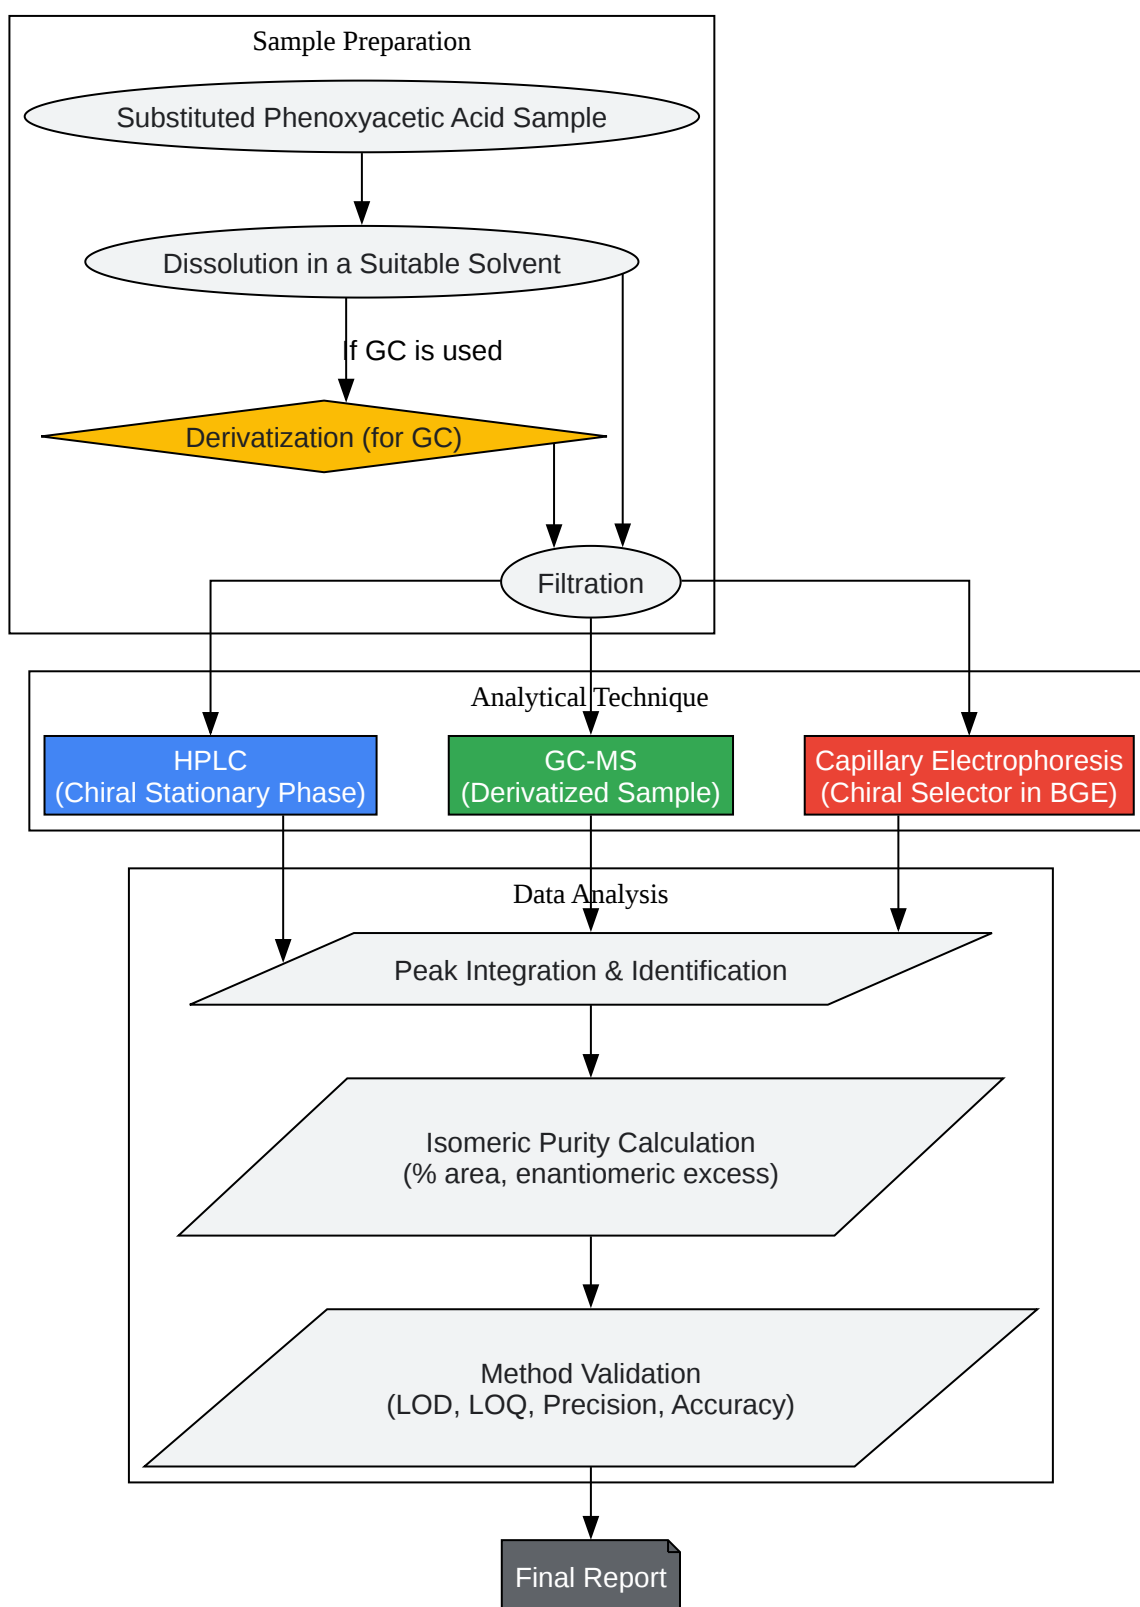 Sample Preparation
Substituted Phenoxyacetic Acid Sample
Dissolution in a Suitable Solvent
If GC is used
Derivatization (for GC)
Filtration
Analytical Technique
HPLC
(Chiral Stationary Phase)
GC-MS
(Derivatized Sample)
Capillary Electrophoresis
(Chiral Selector in BGE)
Data Analysis
Peak Integration & Identification
Isomeric Purity Calculation
(% area, enantiomeric excess)
Method Validation
(LOD, LOQ, Precision, Accuracy)
Final Report